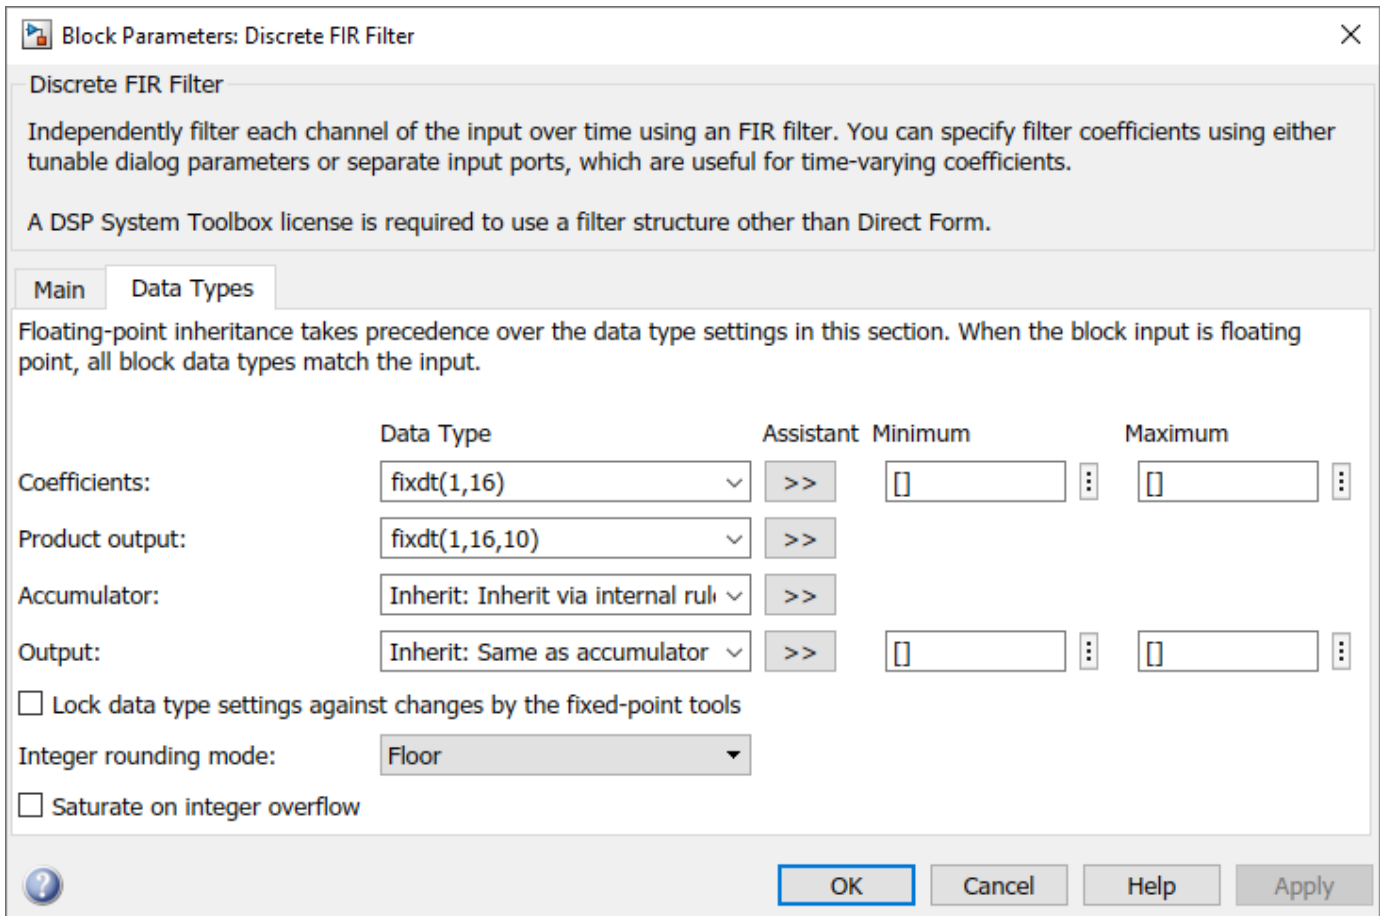 Block Parameters: Discrete FIR Filter
Discrete FIR Filter
Independently filter each channel of the input over time using an FIR filter. You can specify filter coefficients using either
tunable dialog parameters or separate input ports, which are useful for time-varying coefficients.
A DSP System Toolbox license is required to use a filter structure other than Direct Form.
Main Data Types
Floating-point inheritance takes precedence over the data type settings in this section. When the block input is floating
point, all block data types match the input.
Data Type Assistant Minimum Maximum
Coefficients: fixdt(1,16) >> [] []
Product output: fixdt(1,16,10) >>
Accumulator: Inherit: Inherit via internal rul >>
Output: Inherit: Same as accumulator >> [] []
Lock data type settings against changes by the fixed-point tools
Integer rounding mode: Floor
Saturate on integer overflow
? OK Cancel Help Apply